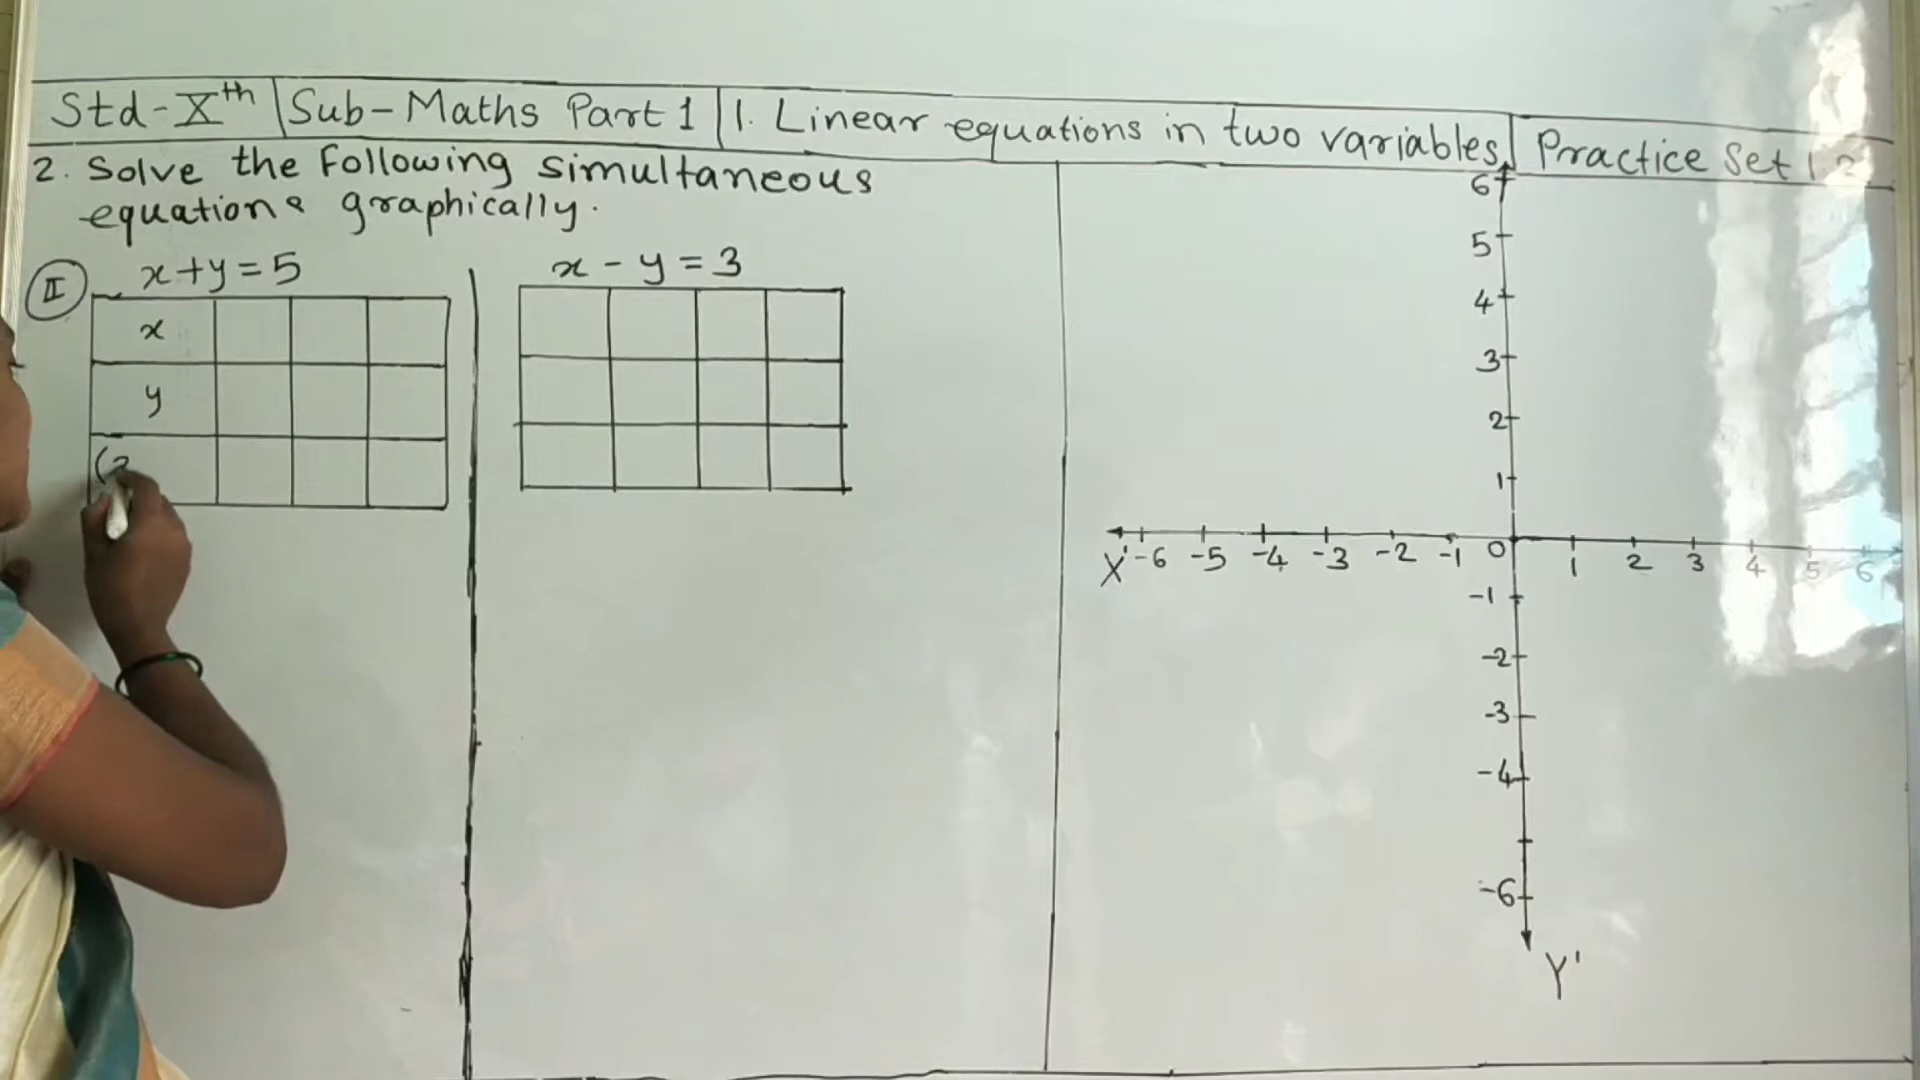 Std-Xth Sub-Maths Part 1 1. Linear equations in two variables Practice Set 1.2
2. Solve the Following simultaneous
equations graphically.
II x+y=5
x
y
x - y = 3
6
5
4
3
2
1
X' -6 -5 -4 -3 -2 -1 0 1 2 3 4 5 6
-1
-2
-3
-4
-6
Y'